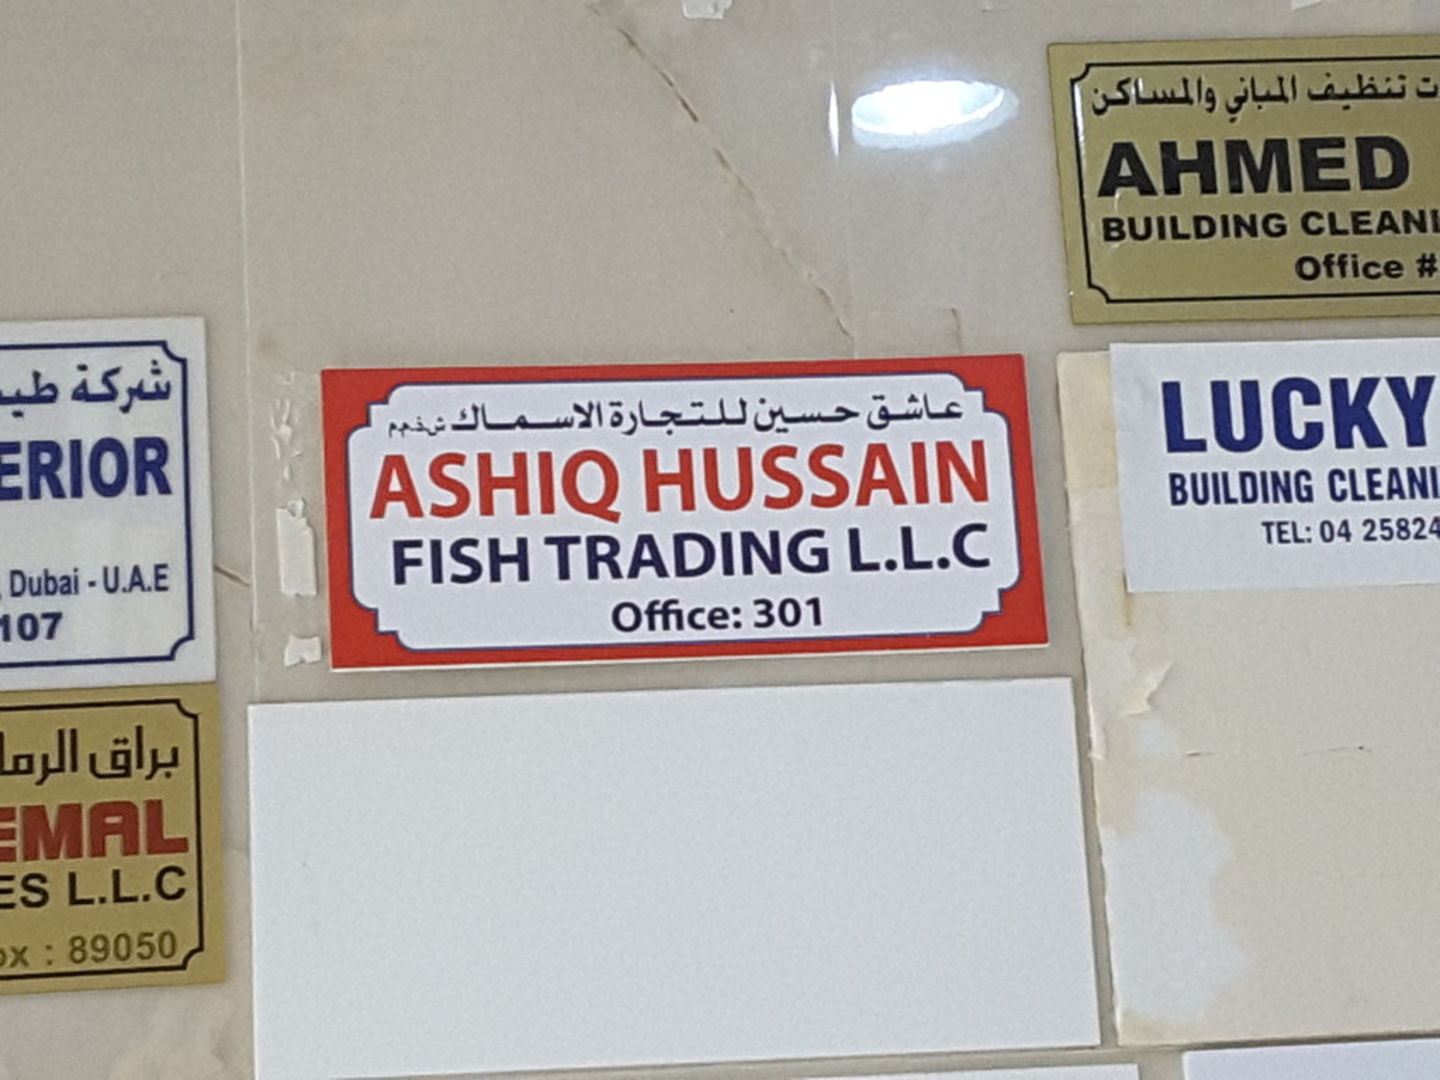 شركة
ERIOR
, Dubai - U.A.E
107
براق
EMAL
ES L.L.C
ox : 89050
عاشق حسين للتجارة الاسماك ش.ذ.م.م
ASHIQ HUSSAIN
FISH TRADING L.L.C
Office: 301
ت تنظيف المباني والمساكن
AHMED
BUILDING CLEANI
Office #
LUCKY
BUILDING CLEANI
TEL: 04 25824